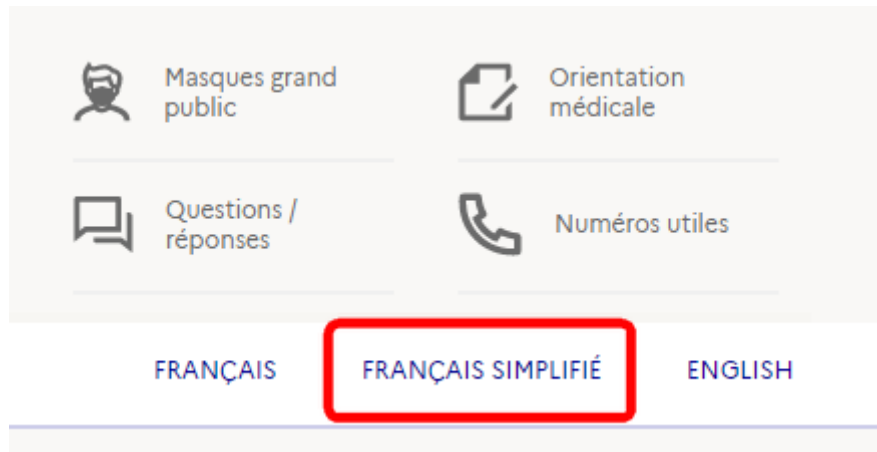 Masques grand
public
Orientation
médicale
Questions /
réponses
Numéros utiles
FRANÇAIS
FRANÇAIS SIMPLIFIÉ
ENGLISH